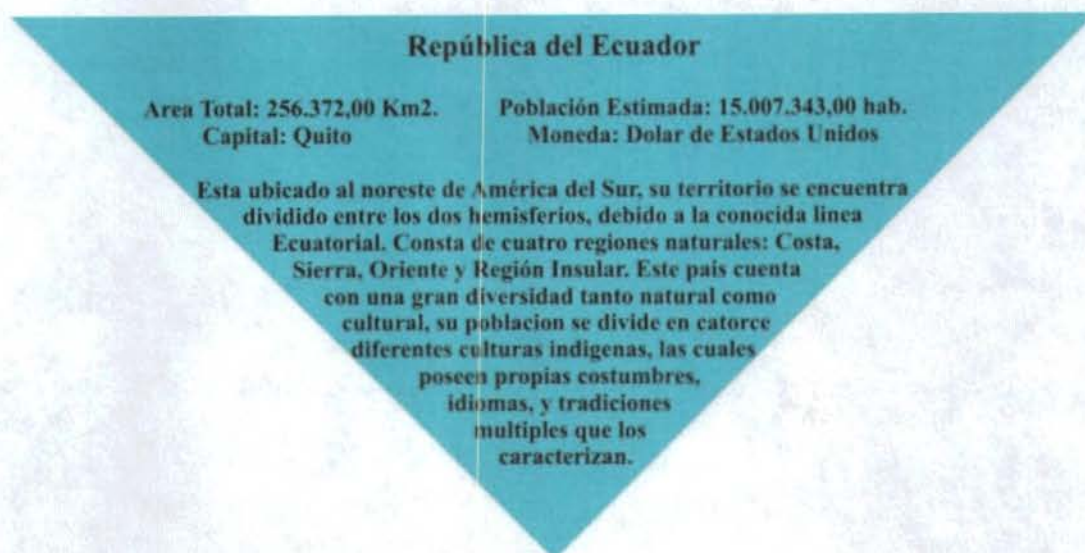 República del Ecuador
Area Total: 256.372,00 Km2. Población Estimada: 15.007.343,00 hab.
Capital: Quito Moneda: Dolar de Estados Unidos
Esta ubicado al noreste de América del Sur, su territorio se encuentra
dividido entre los dos hemisferios, debido a la conocida linea
Ecuatorial. Consta de cuatro regiones naturales: Costa,
Sierra, Oriente y Región Insular. Este pais cuenta
con una gran diversidad tanto natural como
cultural, su poblacion se divide en catorce
diferentes culturas indigenas, las cuales
poseen propias costumbres,
idiomas, y tradiciones
multiples que los
caracterizan.